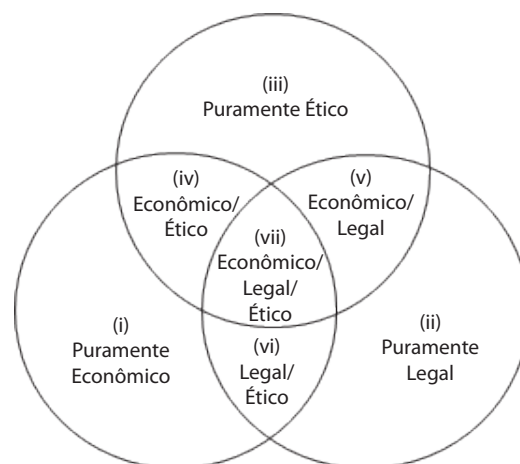 (iii)
Puramente Ético
(iv)
Econômico/
Ético
(v)
Econômico/
Legal
(vii)
Econômico/
Legal/
Ético
(i)
Puramente
Econômico
(vi)
Legal/
Ético
(ii)
Puramente
Legal